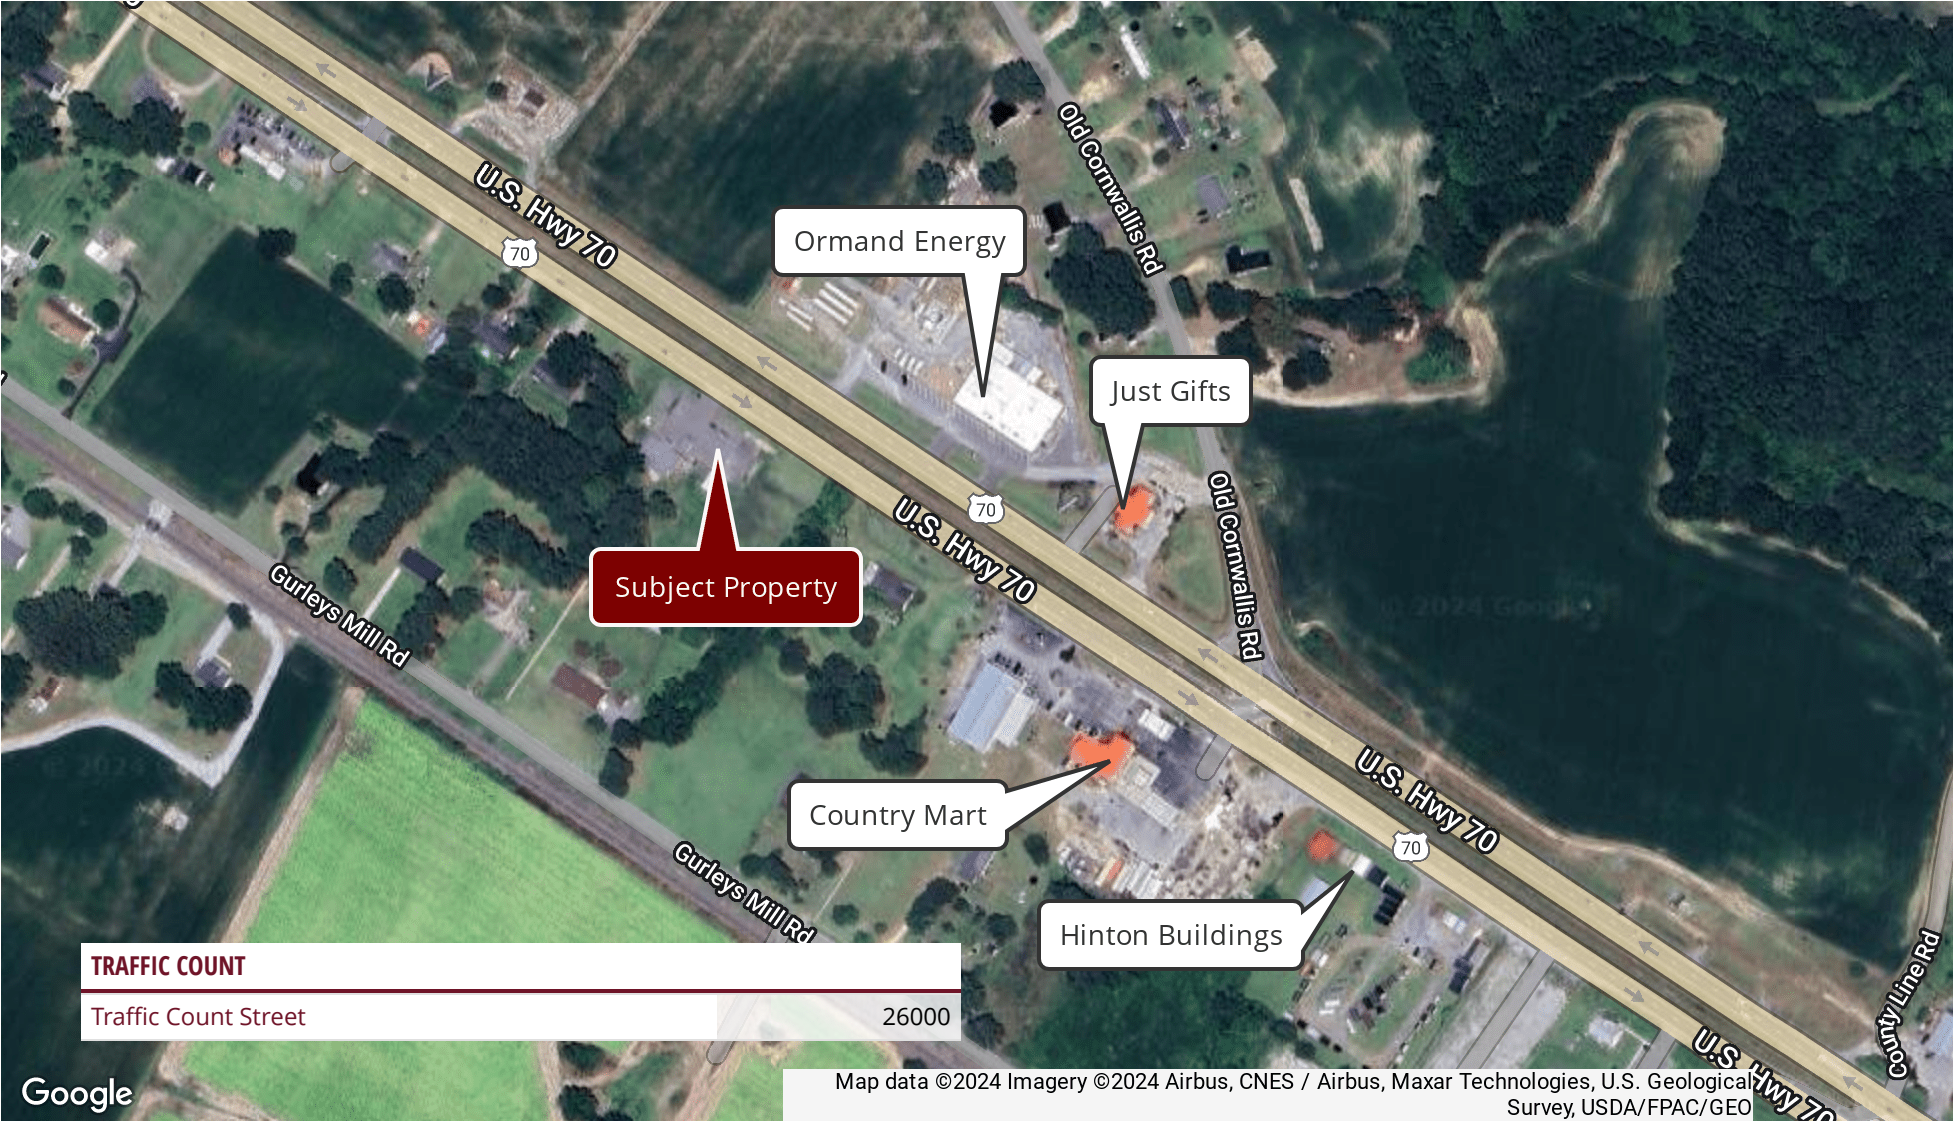 Old Cornwallis Rd
U.S. Hwy 70
70
Ormand Energy
Just Gifts
70
U.S. Hwy 70
Old Cornwallis Rd
Subject Property
Gurleys Mill Rd
U.S. Hwy 70
70
Country Mart
Gurleys Mill Rd
Hinton Buildings
County Line Rd
TRAFFIC COUNT
Traffic Count Street 26000
U.S. Hwy 70
Google
Map data ©2024 Imagery ©2024 Airbus, CNES / Airbus, Maxar Technologies, U.S. Geological
Survey, USDA/FPAC/GEO